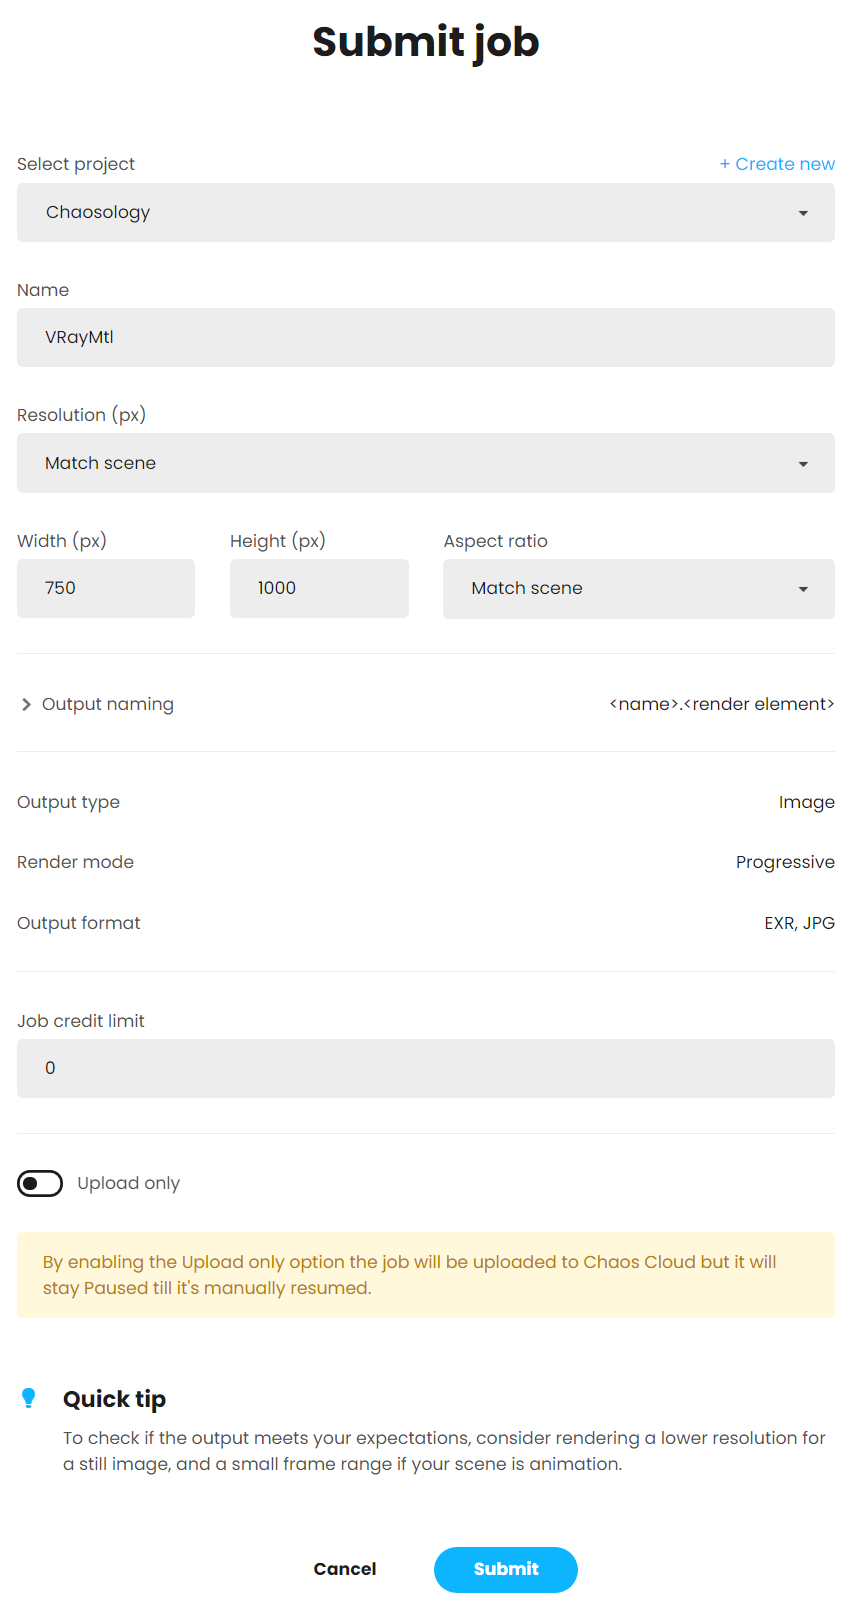 Submit job
Select project
+ Create new
Chaosology
Name
VRayMtl
Resolution (px)
Match scene
Width (px)
Height (px)
Aspect ratio
750
1000
Match scene
Output naming
<name>.<render element>
Output type
Image
Render mode
Progressive
Output format
EXR, JPG
Job credit limit
0
Upload only
By enabling the Upload only option the job will be uploaded to Chaos Cloud but it will
stay Paused till it's manually resumed.
Quick tip
To check if the output meets your expectations, consider rendering a lower resolution for
a still image, and a small frame range if your scene is animation.
Cancel
Submit